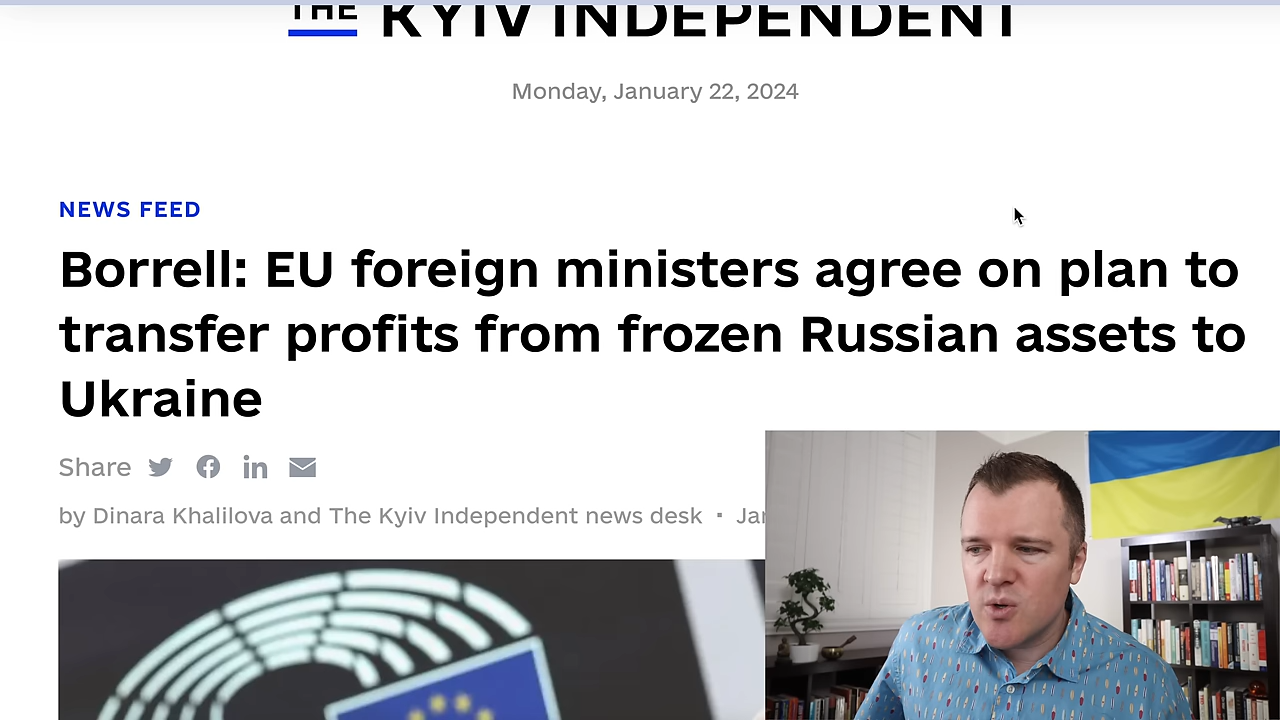 THE KYIV INDEPENDENT
Monday, January 22, 2024
NEWS FEED
Borrell: EU foreign ministers agree on plan to
transfer profits from frozen Russian assets to
Ukraine
Share
by Dinara Khalilova and The Kyiv Independent news desk ·